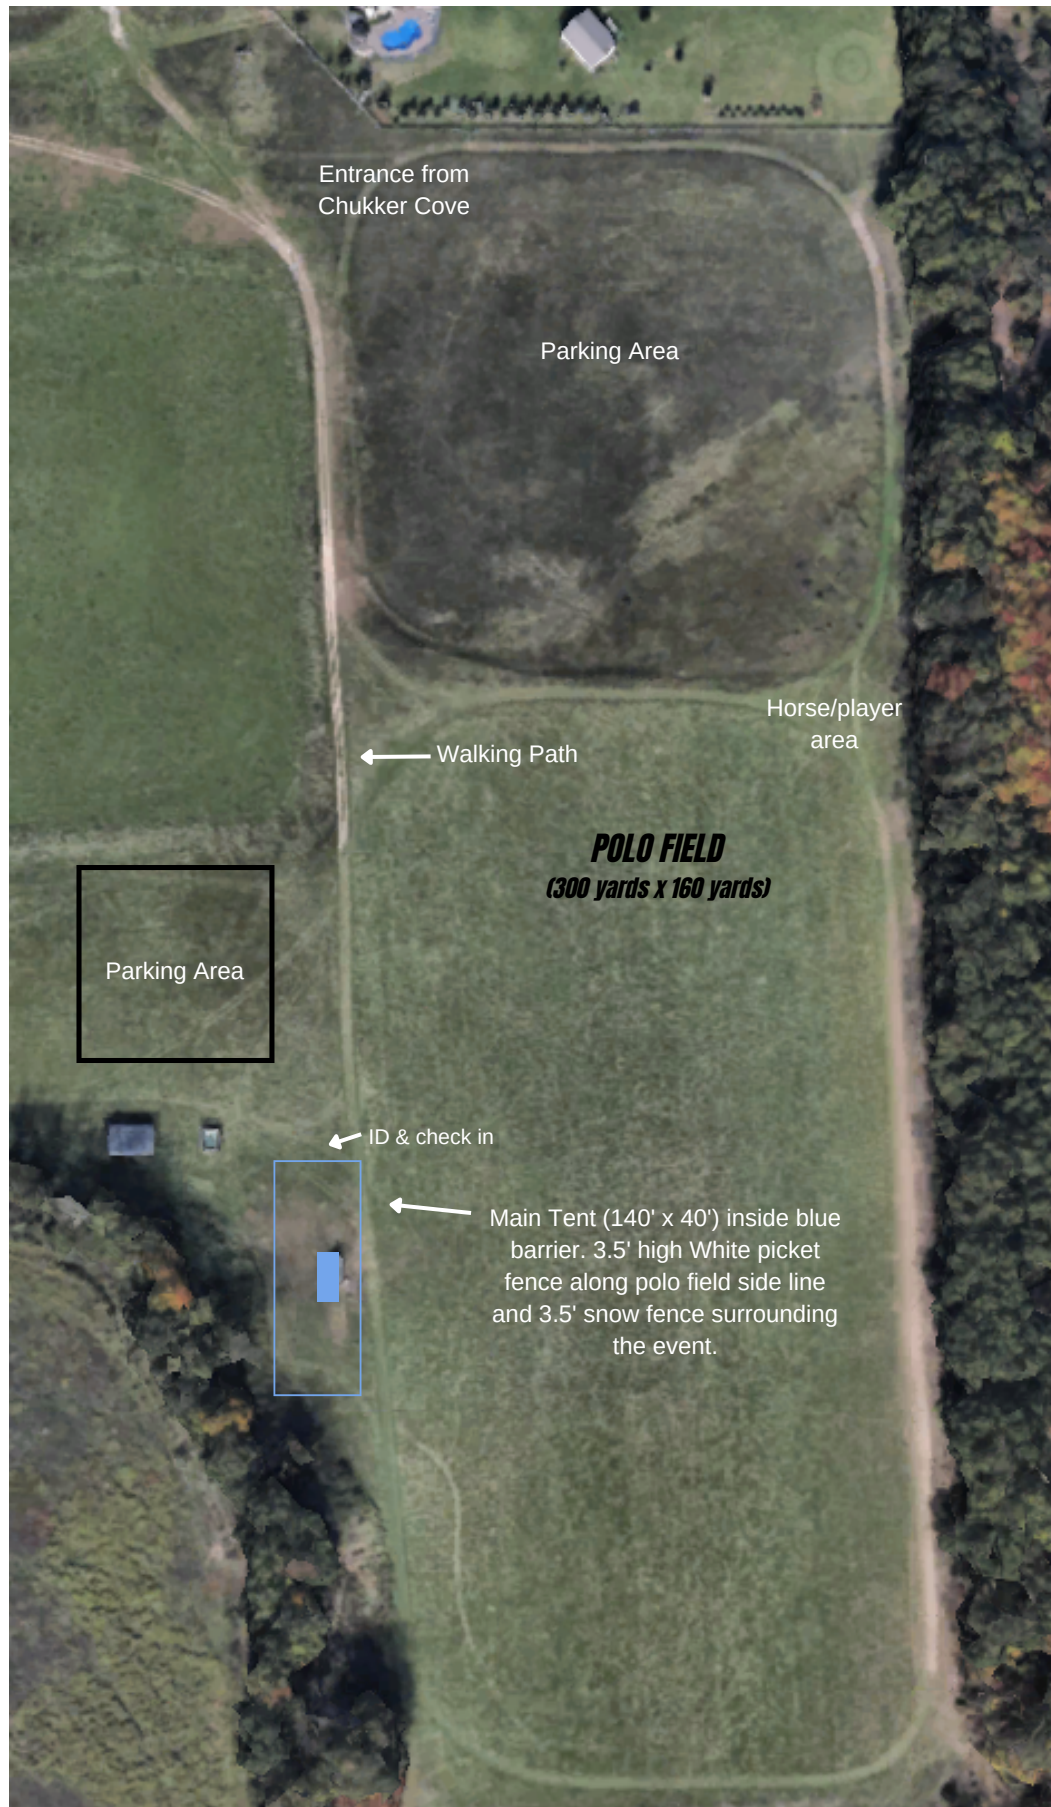 Entrance from
Chukker Cove
Parking Area
Horse/player
area
Walking Path
POLO FIELD
(300 yards x 160 yards)
Parking Area
ID & check in
Main Tent (140' x 40') inside blue
barrier. 3.5' high White picket
fence along polo field side line
and 3.5' snow fence surrounding
the event.